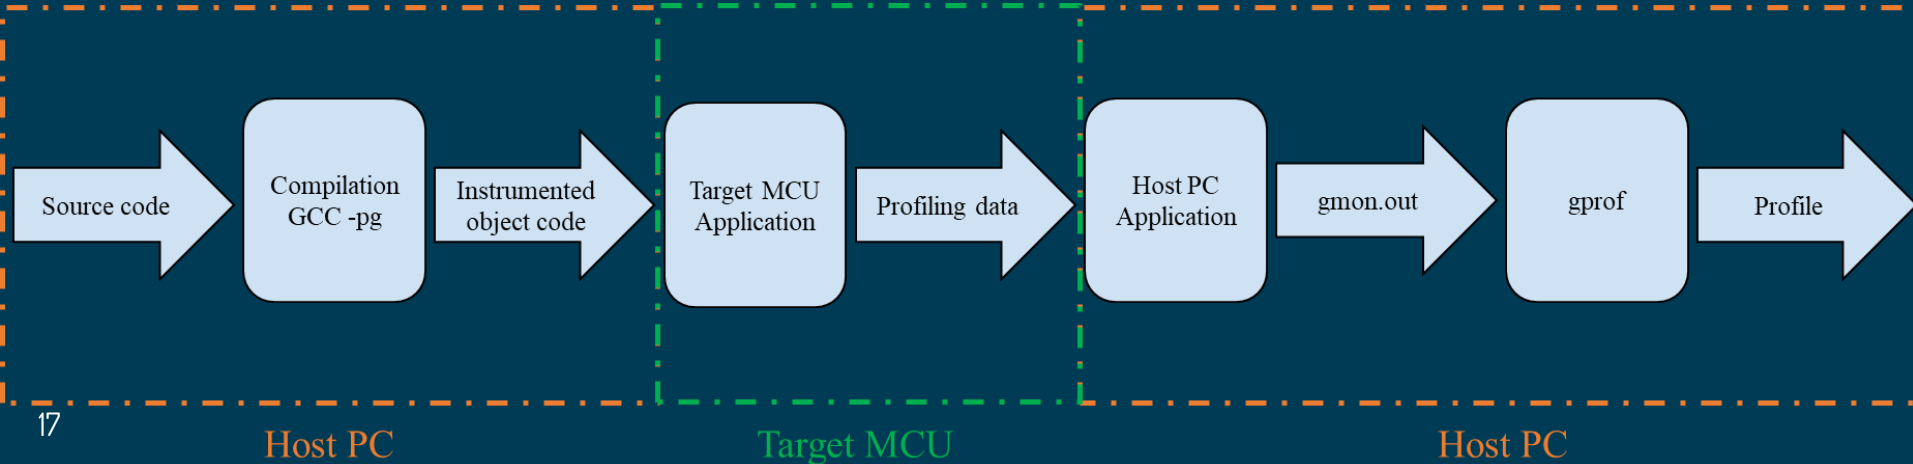 Source code
Compilation
GCC -pg
Instrumented
object code
Target MCU
Application
Profiling data
Host PC
Application
gmon.out
gprof
Profile
17
Host PC
Target MCU
Host PC